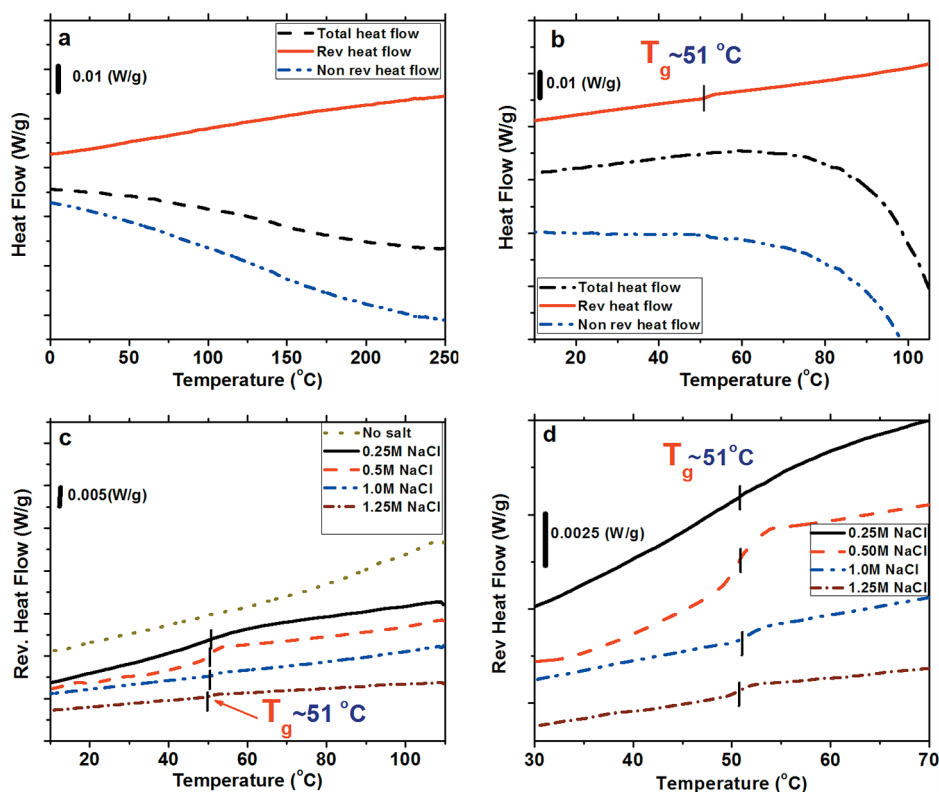 a
Total heat flow
Rev heat flow
Non rev heat flow
0.01 (W/g)
Heat Flow (W/g)
0 50 100 150 200 250
Temperature (°C)
b
Tg ~51 °C
0.01 (W/g)
Heat Flow (W/g)
Total heat flow
Rev heat flow
Non rev heat flow
20 40 60 80 100
Temperature (°C)
c
No salt
0.25M NaCl
0.5M NaCl
1.0M NaCl
1.25M NaCl
0.005(W/g)
Rev. Heat Flow (W/g)
Tg ~51 °C
20 40 60 80 100
Temperature (°C)
d
Tg ~51°C
0.0025 (W/g)
Rev Heat Flow (W/g)
0.25M NaCl
0.50M NaCl
1.0M NaCl
1.25M NaCl
30 40 50 60 70
Temperature (°C)